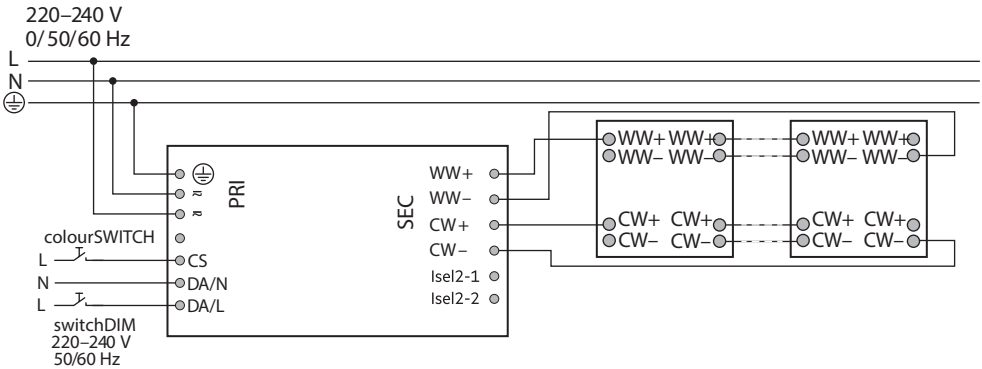 220–240 V
0/50/60 Hz
L
N
PRI
≂
≂
colourSWITCH
L
CS
N
DA/N
L
DA/L
switchDIM
220–240 V
50/60 Hz
SEC
WW+
WW–
CW+
CW–
Isel2-1
Isel2-2
WW+ WW+
WW– WW–
CW+ CW+
CW– CW–
WW+ WW+
WW– WW–
CW+ CW+
CW– CW–